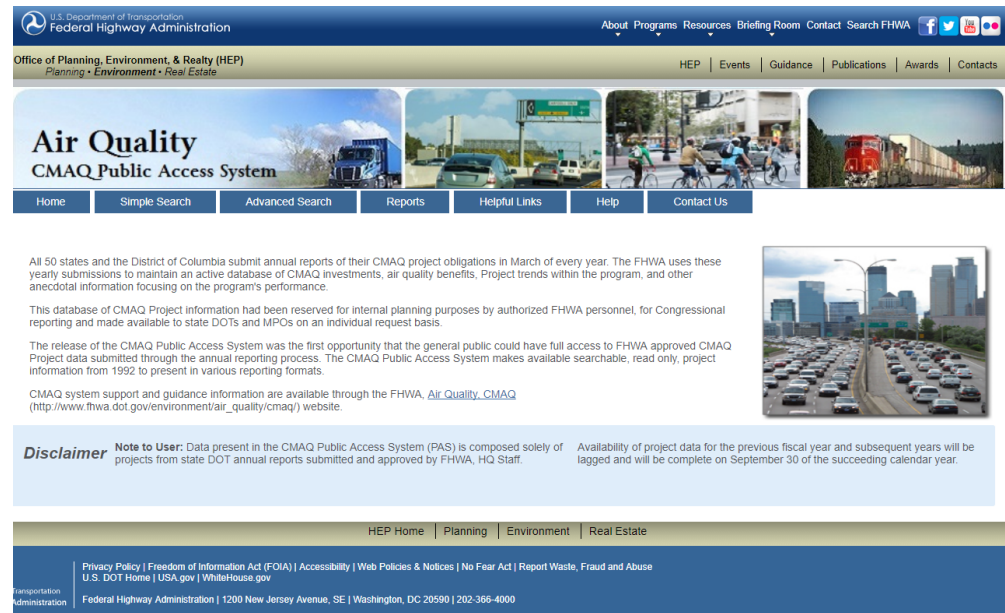 U.S. Department of Transportation
Federal Highway Administration
About Programs Resources Briefing Room Contact Search FHWA
You
Tube
Office of Planning, Environment, & Realty (HEP)
Planning • Environment • Real Estate
HEP | Events | Guidance | Publications | Awards | Contacts
Air Quality
CMAQ Public Access System
Home Simple Search Advanced Search Reports Helpful Links Help Contact Us
All 50 states and the District of Columbia submit annual reports of their CMAQ project obligations in March of every year. The FHWA uses these
yearly submissions to maintain an active database of CMAQ investments, air quality benefits, Project trends within the program, and other
anecdotal information focusing on the program's performance.
This database of CMAQ Project information had been reserved for internal planning purposes by authorized FHWA personnel, for Congressional
reporting and made available to state DOTs and MPOs on an individual request basis.
The release of the CMAQ Public Access System was the first opportunity that the general public could have full access to FHWA approved CMAQ
Project data submitted through the annual reporting process. The CMAQ Public Access System makes available searchable, read only, project
information from 1992 to present in various reporting formats.
CMAQ system support and guidance information are available through the FHWA, Air Quality, CMAQ
(http://www.fhwa.dot.gov/environment/air_quality/cmaq/) website.
Disclaimer
Note to User: Data present in the CMAQ Public Access System (PAS) is composed solely of
projects from state DOT annual reports submitted and approved by FHWA, HQ Staff.
Availability of project data for the previous fiscal year and subsequent years will be
lagged and will be complete on September 30 of the succeeding calendar year.
HEP Home | Planning | Environment | Real Estate
Privacy Policy | Freedom of Information Act (FOIA) | Accessibility | Web Policies & Notices | No Fear Act | Report Waste, Fraud and Abuse
U.S. DOT Home | USA.gov | WhiteHouse.gov
Transportation
Administration
Federal Highway Administration | 1200 New Jersey Avenue, SE | Washington, DC 20590 | 202-366-4000